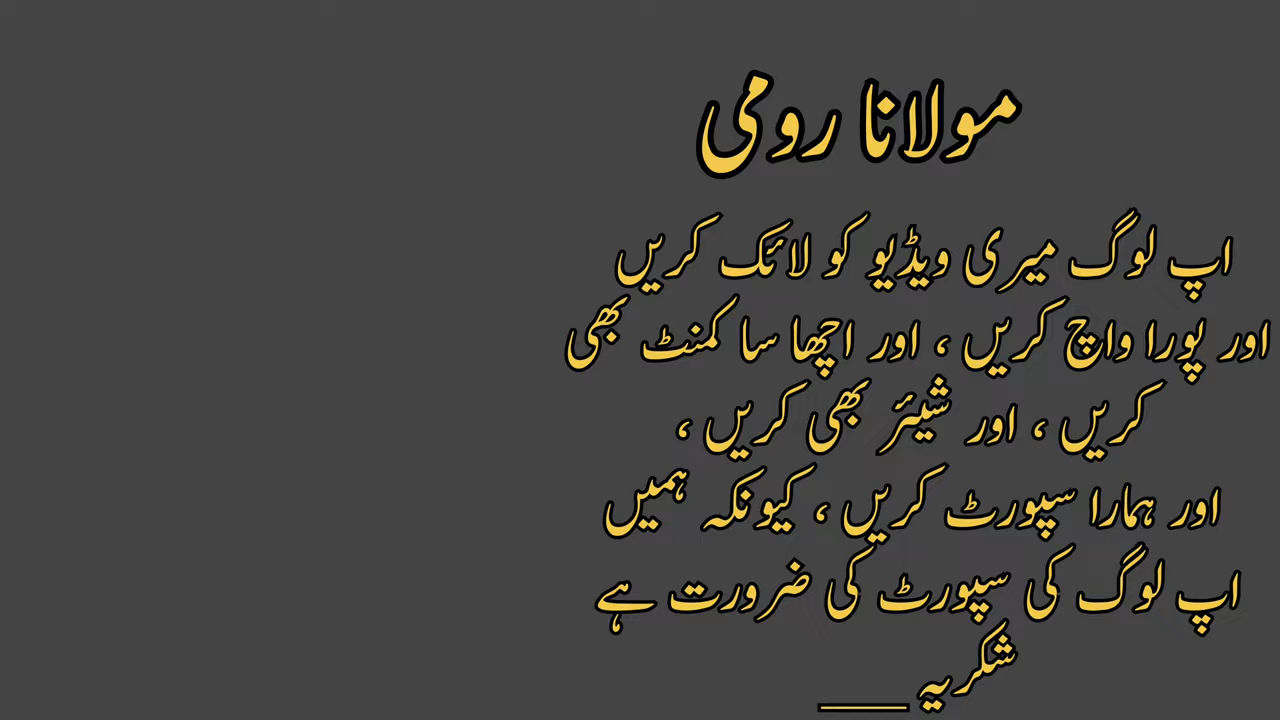 مولانا رومی
اپ لوگ میری ویڈیو کو لائک کریں
اور پورا واچ کریں ، اور اچھا سا کمنٹ بھی
کریں ، اور شیئر بھی کریں ،
اور ہمارا سپورٹ کریں ، کیونکہ ہمیں
اپ لوگ کی سپورٹ کی ضرورت ہے
شکریہ ____